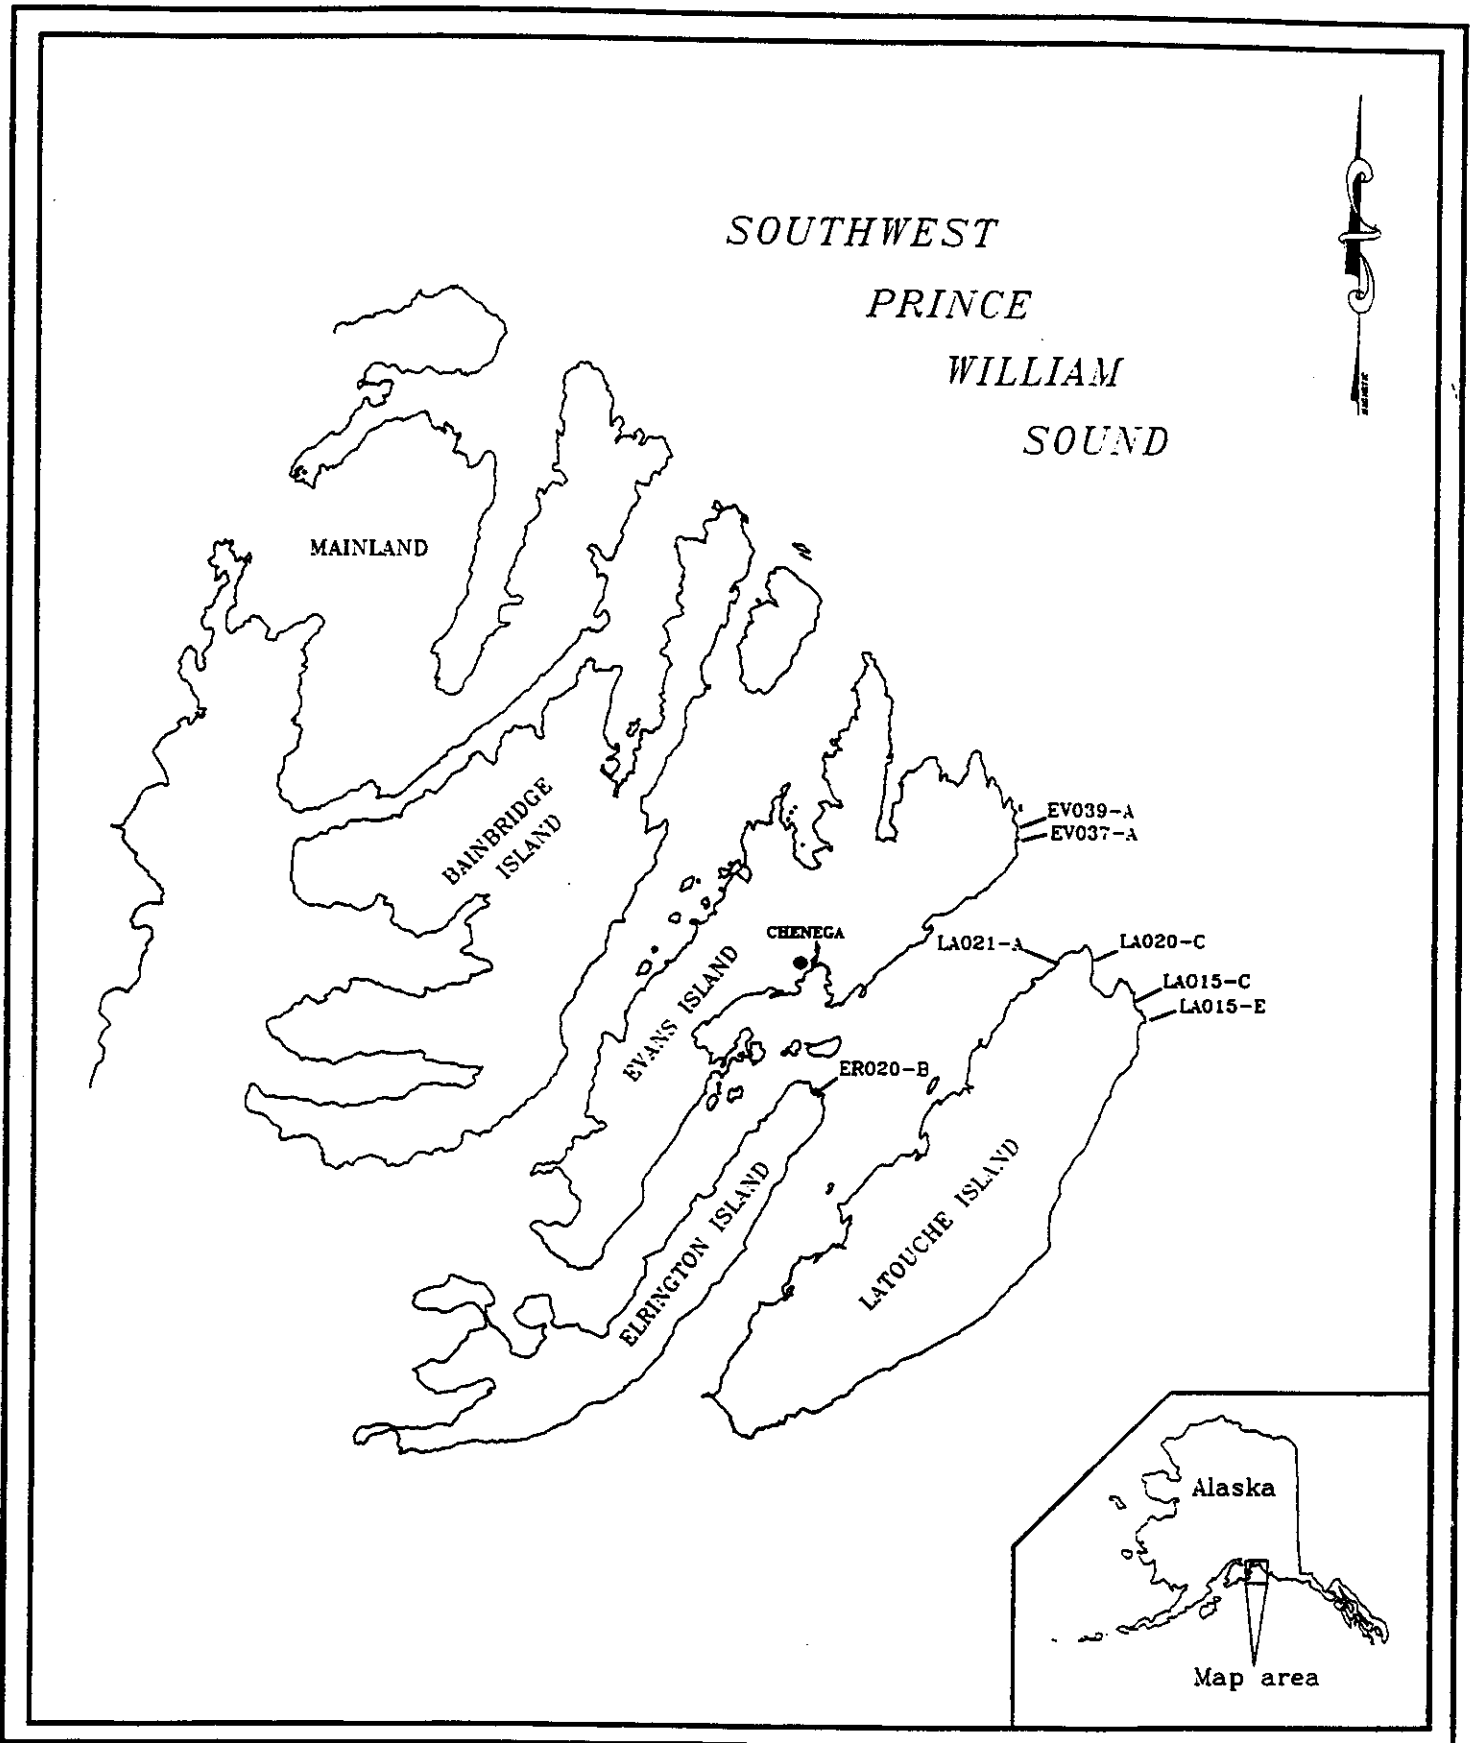 SOUTHWEST
PRINCE
WILLIAM
SOUND
MAINLAND
BAINBRIDGE
ISLAND
EV039-A
EV037-A
CHENEGA
LA021-A
LA020-C
LA015-C
LA015-E
EVANS ISLAND
ER020-B
ELRINGTON ISLAND
LATOUCHE ISLAND
Alaska
Map area